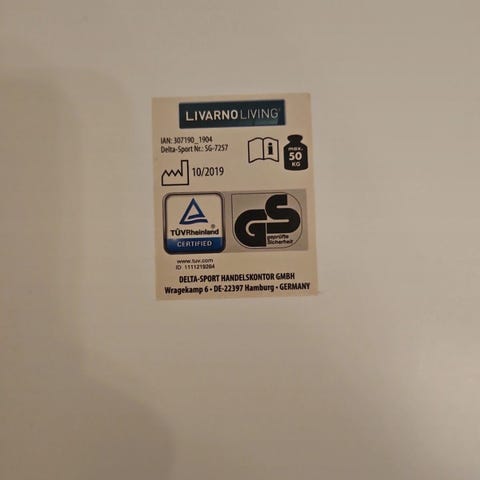 LIVARNO LIVING®
IAN: 307190_1904
Delta-Sport Nr.: SG-7257
i
max.
50
KG
10/2019
TÜVRheinland
CERTIFIED
GS
geprüfte
Sicherheit
www.tuv.com
ID 1111219264
DELTA-SPORT HANDELSKONTOR GMBH
Wragekamp 6 • DE-22397 Hamburg • GERMANY